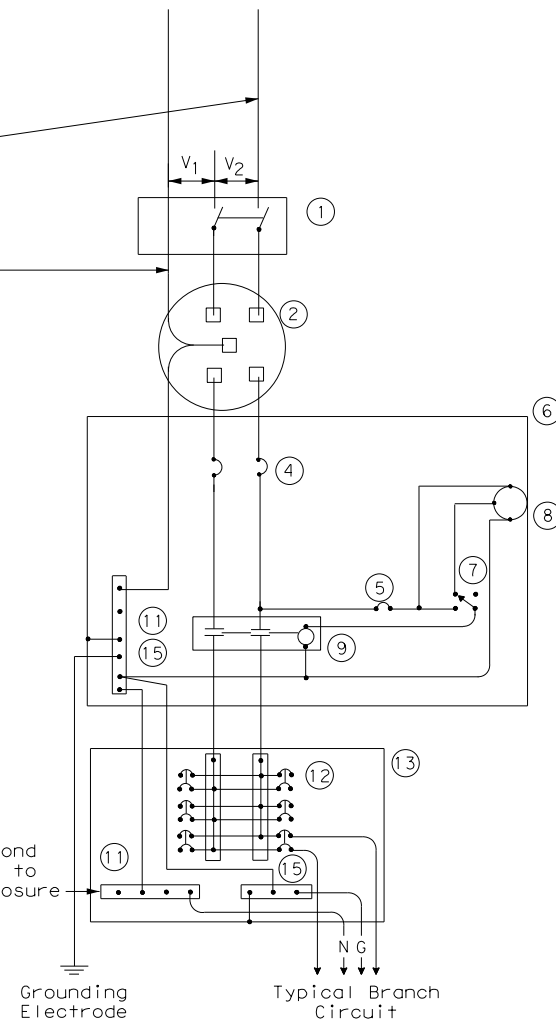 V1
V2
1
2
6
4
8
7
5
11
15
9
13
12
11
ond
to
osure
15
N G
Grounding
Electrode
Typical Branch
Circuit